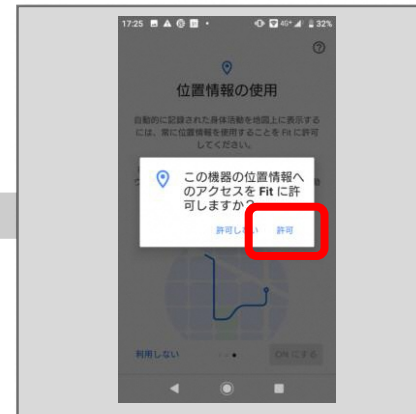 17:25
32%
位置情報の使用
自動的に記録された身体活動を地図上に表示する
には、常に位置情報を使用することを Fit に許可
してください。
この機器の位置情報へ
のアクセスを Fit に許
可しますか？
許可しない 許可
利用しない ON にする